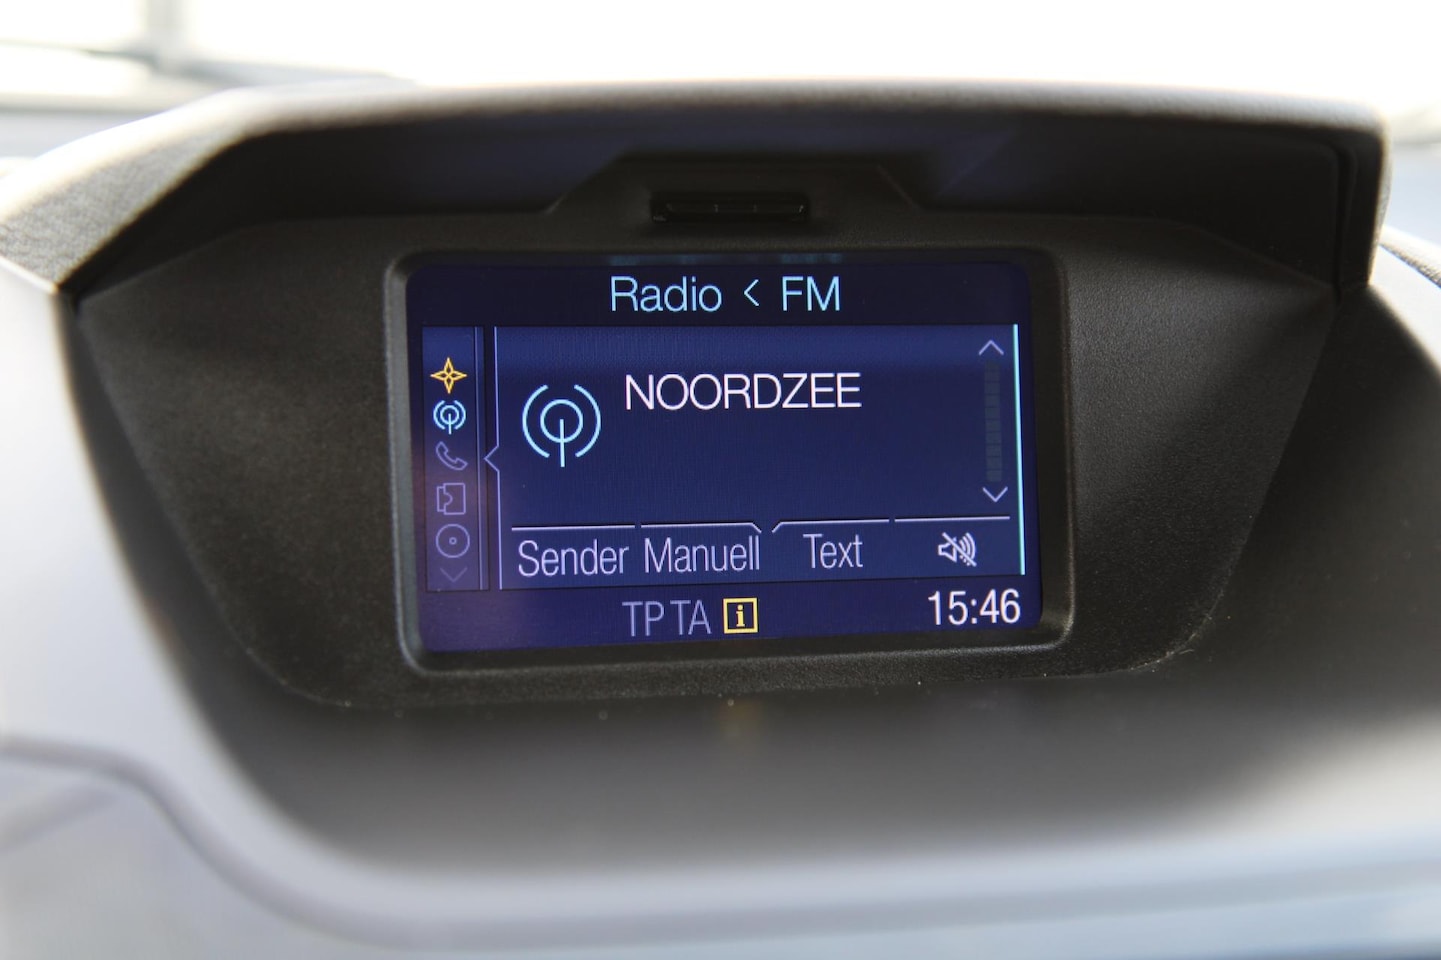 Radio < FM
NOORDZEE
Sender Manuell Text
TP TA i
15:46